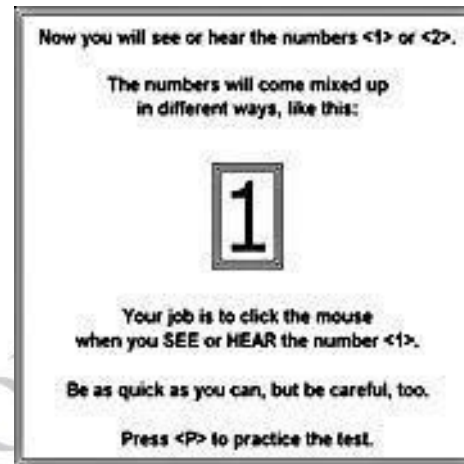 Now you will see or hear the numbers <1> or <2>.
The numbers will come mixed up
in different ways, like this:
1
Your job is to click the mouse
when you SEE or HEAR the number <1>.
Be as quick as you can, but be careful, too.
Press <P> to practice the test.